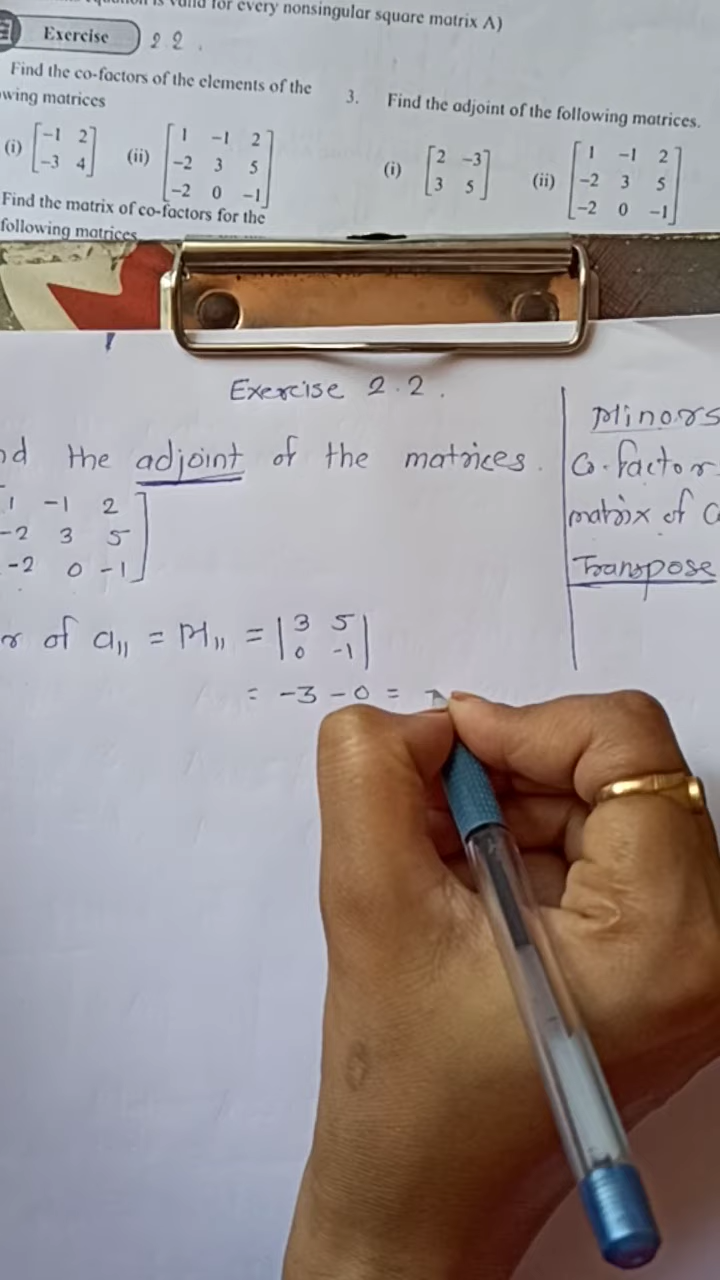 is valid for every nonsingular square matrix A)
Exercise 2 2 .
Find the co-factors of the elements of the
wing matrices
(i) [-1 2
-3 4] (ii) [1 -1 2
-2 3 5
-2 0 -1]
Find the matrix of co-factors for the
following matrices
3. Find the adjoint of the following matrices.
(i) [2 -3
3 5] (ii) [1 -1 2
-2 3 5
-2 0 -1]
Exercise 2.2.
nd the adjoint of the matrices.
1 -1 2
-2 3 5
-2 0 -1]
r of a₁₁ = M₁₁ = |3 5
0 -1|
= -3 - 0 =
Minors
Co-factor
matrix of C
Transpose